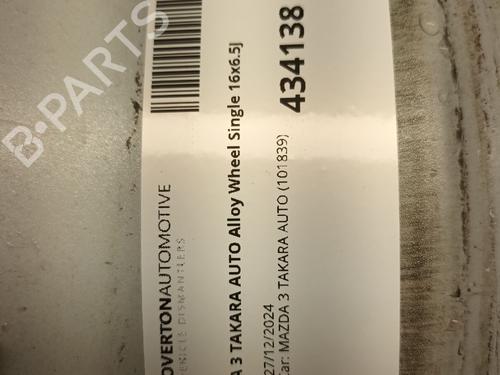 OVERTONAUTOMOTIVE
VEHICLE DISMANTLERS
3 TAKARA AUTO Alloy Wheel Single 16x6.5J
27/12/2024
Car: MAZDA 3 TAKARA AUTO (101839)
434138
B-PARTS